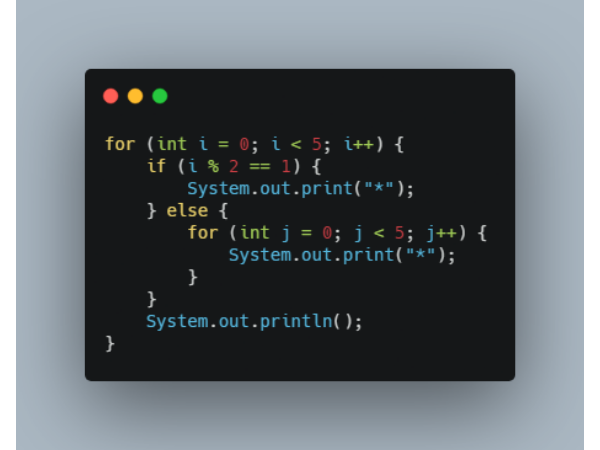 for (int i = 0; i < 5; i++) {
    if (i % 2 == 1) {
        System.out.print("*");
    } else {
        for (int j = 0; j < 5; j++) {
            System.out.print("*");
        }
    }
    System.out.println();
}